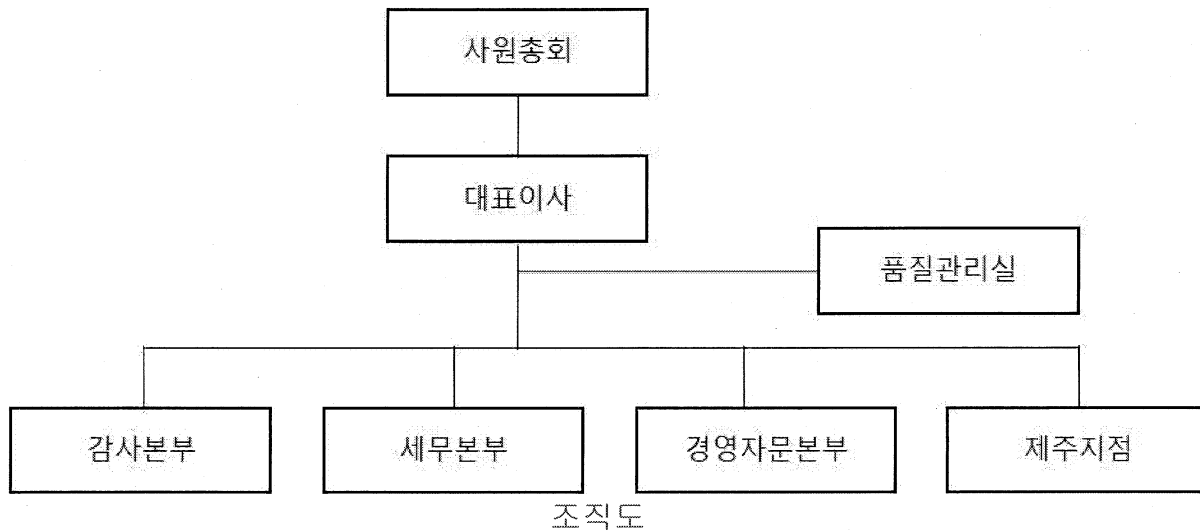 사원총회
대표이사
품질관리실
감사본부
세무본부
경영자문본부
제주지점
조직도